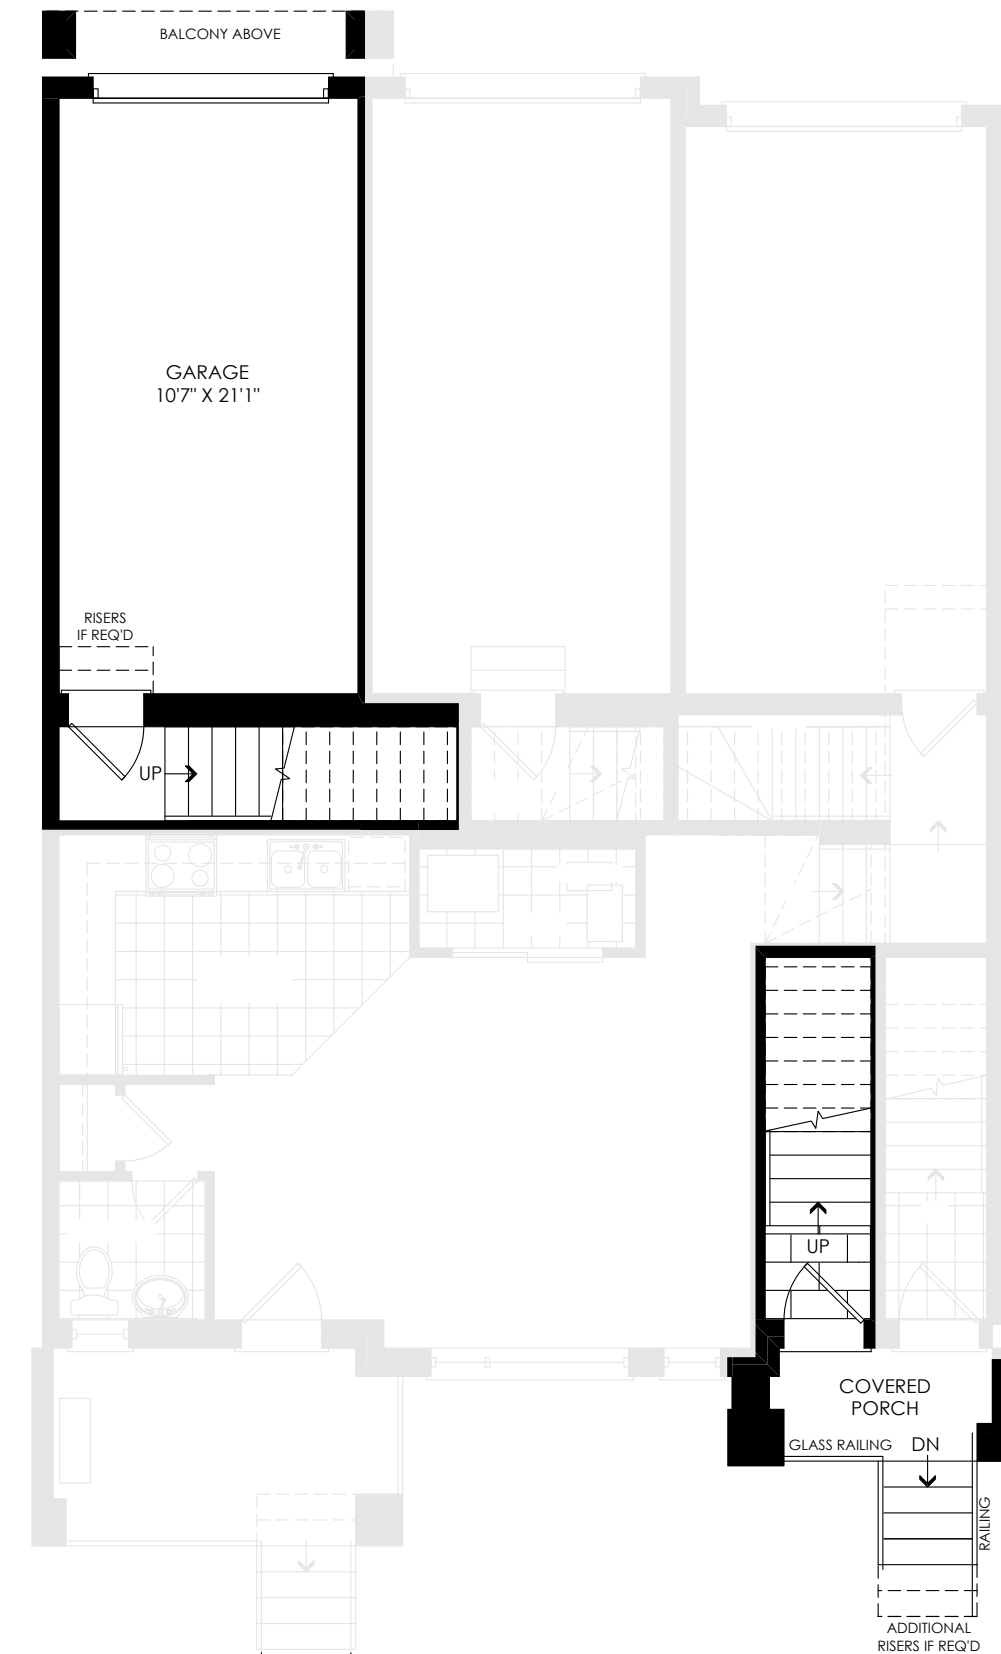 BALCONY ABOVE
GARAGE
10'7" X 21'1"
RISERS
IF REQ'D
UP
UP
COVERED
PORCH
GLASS RAILING
DN
RAILING
ADDITIONAL
RISERS IF REQ'D